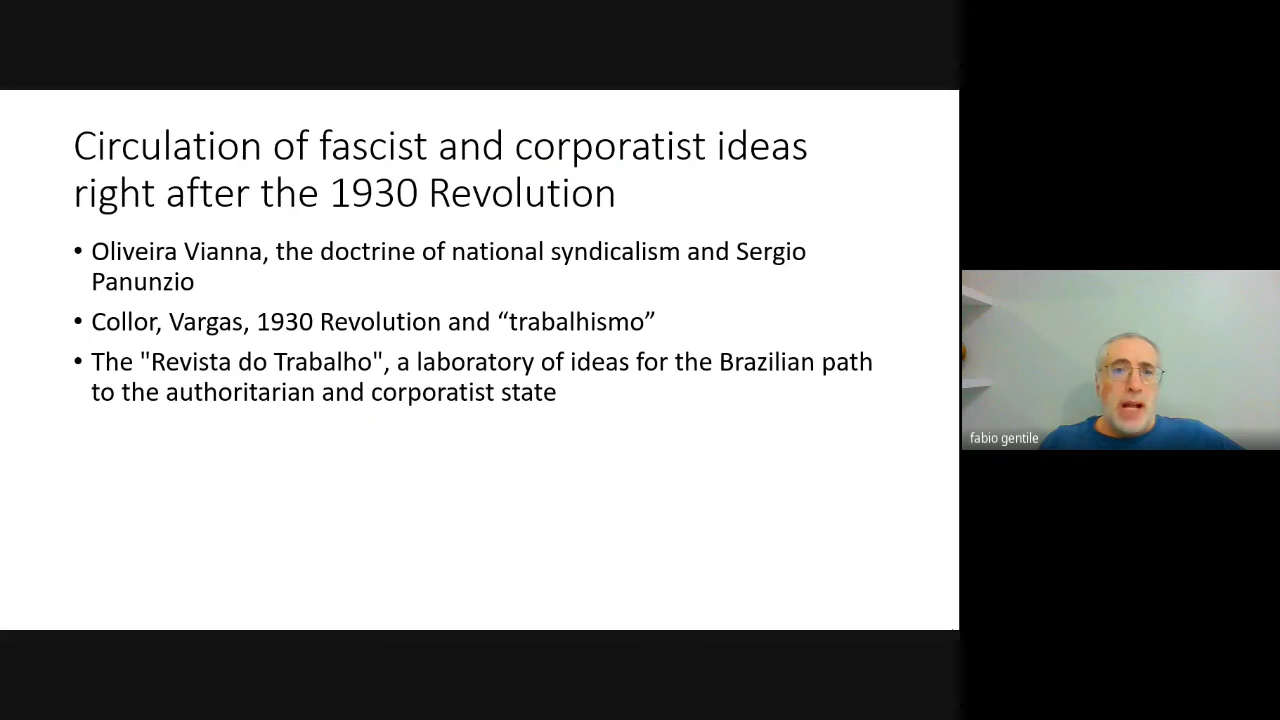 Circulation of fascist and corporatist ideas
right after the 1930 Revolution
• Oliveira Vianna, the doctrine of national syndicalism and Sergio
Panunzio
• Collor, Vargas, 1930 Revolution and “trabalhismo”
• The "Revista do Trabalho", a laboratory of ideas for the Brazilian path
to the authoritarian and corporatist state
fabio gentile